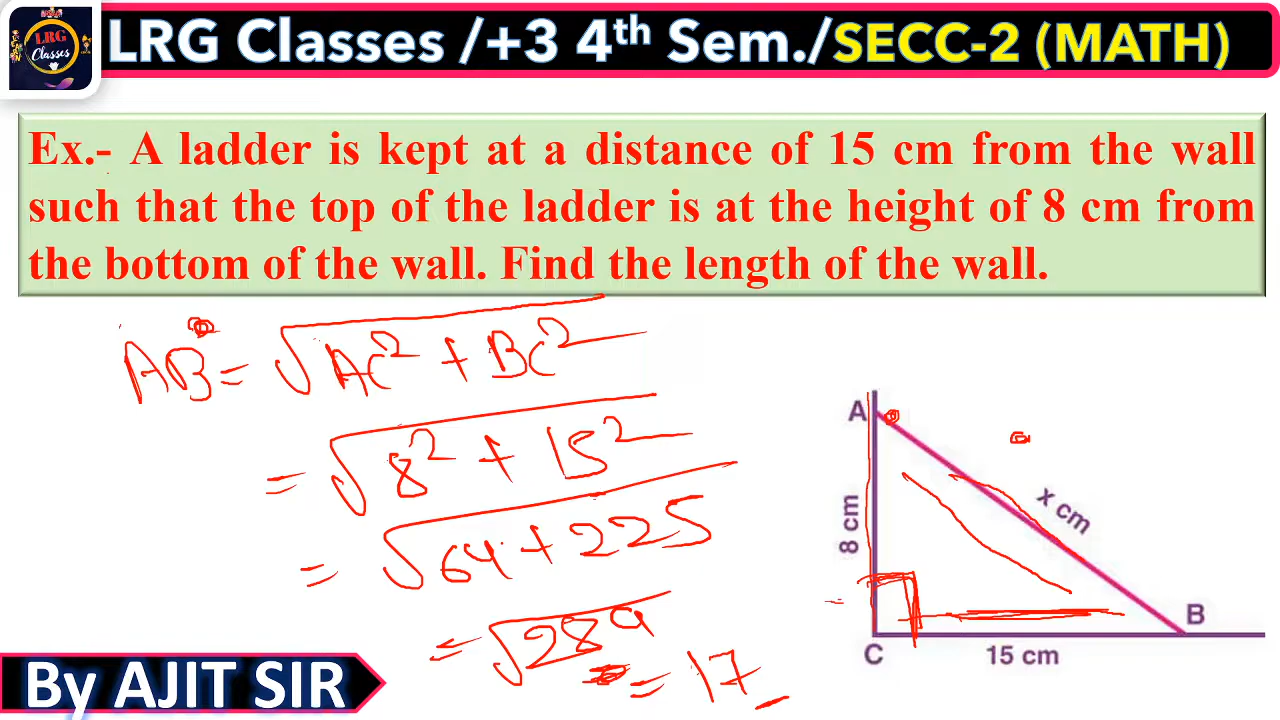 LRG Classes
LRG Classes /+3 4th Sem./SECC-2 (MATH)
Ex.- A ladder is kept at a distance of 15 cm from the wall
such that the top of the ladder is at the height of 8 cm from
the bottom of the wall. Find the length of the wall.
AB = √AC² + BC²
= √8² + 15²
= √64 + 225
= √289
= 17
A
8 cm
x cm
B
C
15 cm
By AJIT SIR